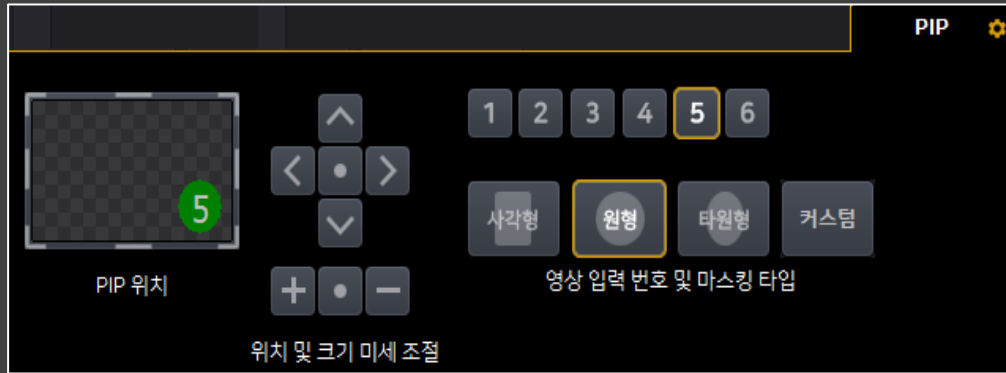 PIP
1 2 3 4 5 6
5
사각형 원형 타원형 커스텀
PIP 위치
영상 입력 번호 및 마스킹 타입
위치 및 크기 미세 조절